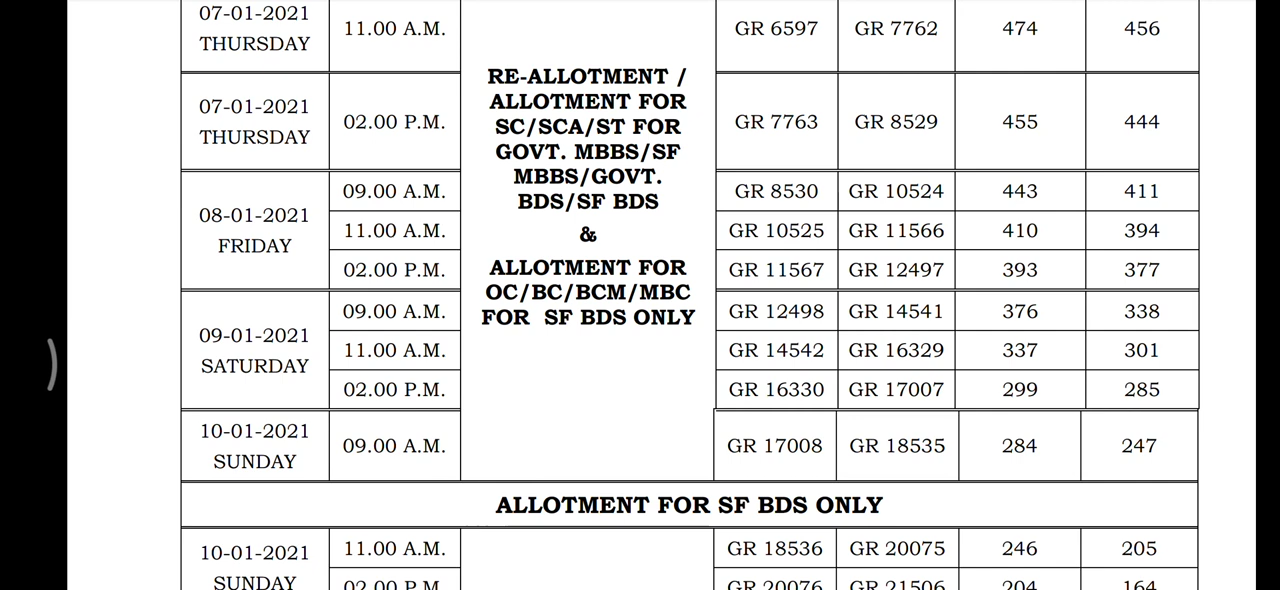 07-01-2021
THURSDAY
11.00 A.M.
GR 6597 GR 7762 474 456
RE-ALLOTMENT /
ALLOTMENT FOR
SC/SCA/ST FOR
GOVT. MBBS/SF
MBBS/GOVT.
BDS/SF BDS
&
ALLOTMENT FOR
OC/BC/BCM/MBC
FOR SF BDS ONLY
07-01-2021
THURSDAY
02.00 P.M.
GR 7763 GR 8529 455 444
08-01-2021
FRIDAY
09.00 A.M. GR 8530 GR 10524 443 411
11.00 A.M. GR 10525 GR 11566 410 394
02.00 P.M. GR 11567 GR 12497 393 377
09-01-2021
SATURDAY
09.00 A.M. GR 12498 GR 14541 376 338
11.00 A.M. GR 14542 GR 16329 337 301
02.00 P.M. GR 16330 GR 17007 299 285
10-01-2021
SUNDAY
09.00 A.M. GR 17008 GR 18535 284 247
ALLOTMENT FOR SF BDS ONLY
10-01-2021
SUNDAY
11.00 A.M. GR 18536 GR 20075 246 205
02.00 P.M. GR 20076 GR 21506 204 164